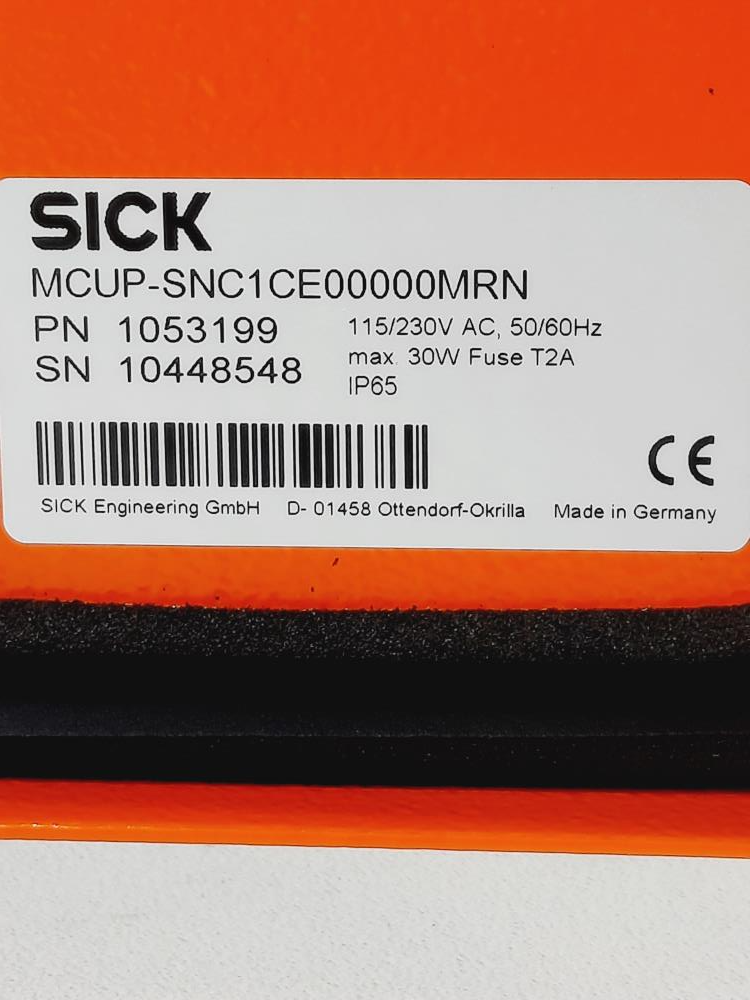 SICK
MCUP-SNC1CE00000MRN
PN 1053199
SN 10448548
115/230V AC, 50/60Hz
max. 30W Fuse T2A
IP65
CE
SICK Engineering GmbH D- 01458 Ottendorf-Okrilla Made in Germany